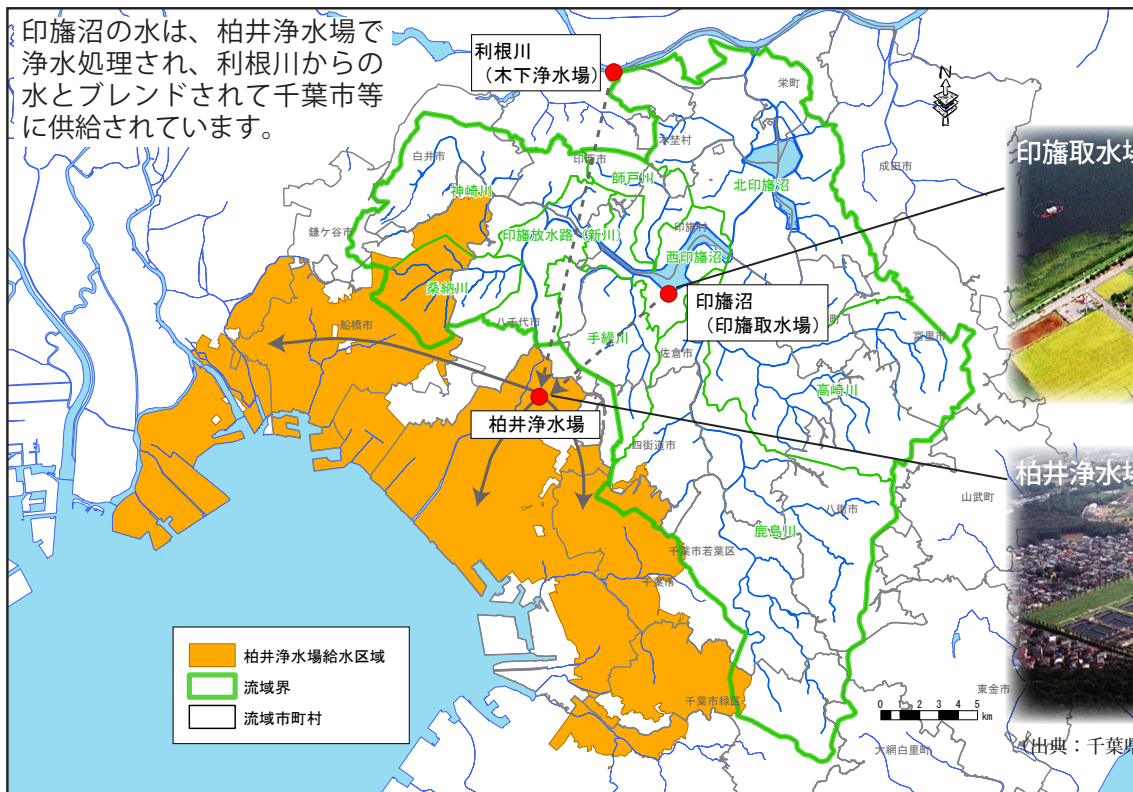 印旛沼の水は、柏井浄水場で
浄水処理され、利根川からの
水とブレンドされて千葉市等
に供給されています。
利根川
（木下浄水場）
栄町
N
本埜村
成田市
白井市
印西市
師戸川
北印旛沼
神崎川
印旛取水場
鎌ケ谷市
印旛放水路（新川）
印旛村
西印旛沼
桑納川
印旛沼
（印旛取水場）
町
船橋市
八千代市
手繰川
佐倉市
富里市
高崎川
柏井浄水場
四街道市
柏井浄水場
山武町
八街市
鹿島川
千葉市若葉区
千葉市
柏井浄水場給水区域
流域界
流域市町村
千葉市緑区
東金市
0 1 2 3 4 5
km
大網白里町
出典：千葉県